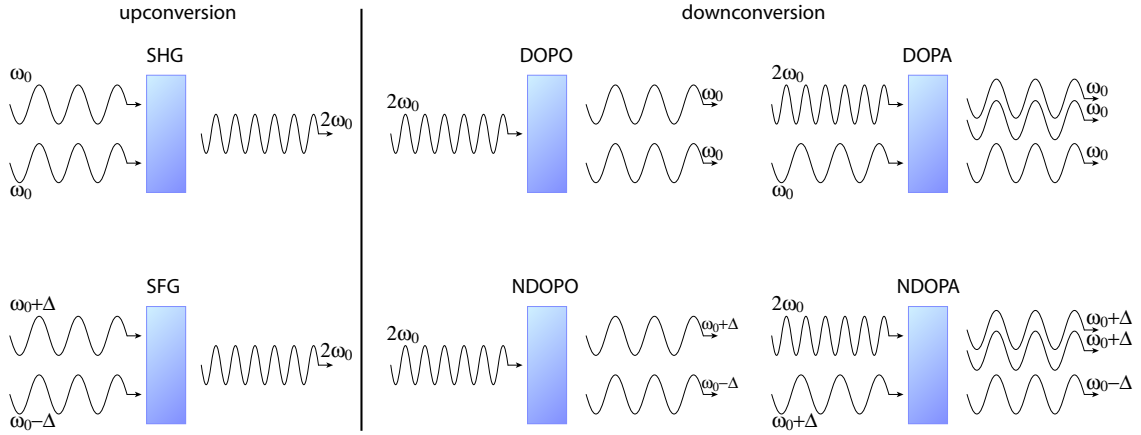 upconversion
downconversion
SHG
ω0
ω0
2ω0
DOPO
2ω0
ω0
ω0
DOPA
2ω0
ω0
ω0
ω0
ω0
SFG
ω0+Δ
ω0−Δ
2ω0
NDOPO
2ω0
ω0+Δ
ω0−Δ
NDOPA
2ω0
ω0+Δ
ω0+Δ
ω0+Δ
ω0−Δ